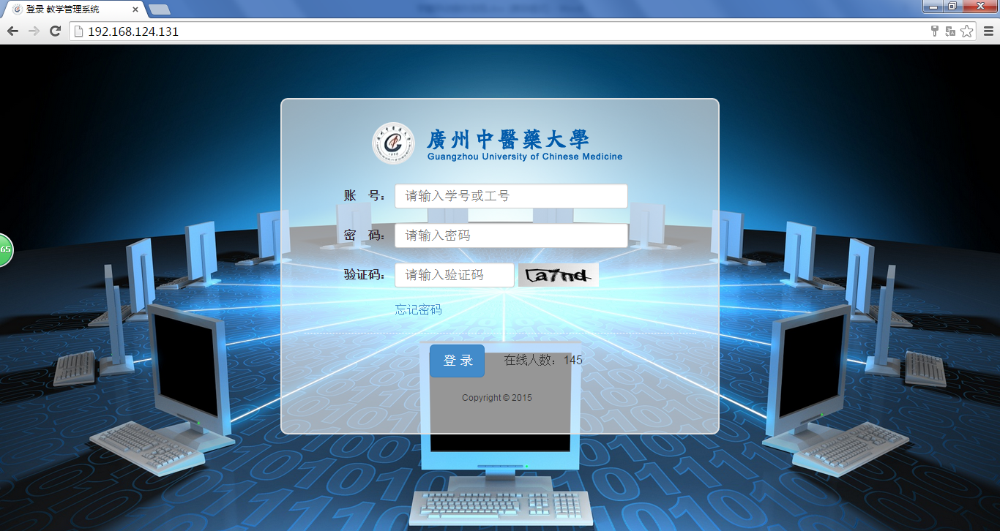 登录 教学管理系统
192.168.124.131
廣州中醫藥大學
Guangzhou University of Chinese Medicine
账 号： 请输入学号或工号
密 码： 请输入密码
验证码： 请输入验证码 a7nd
忘记密码
65
登 录 在线人数：145
Copyright © 2015